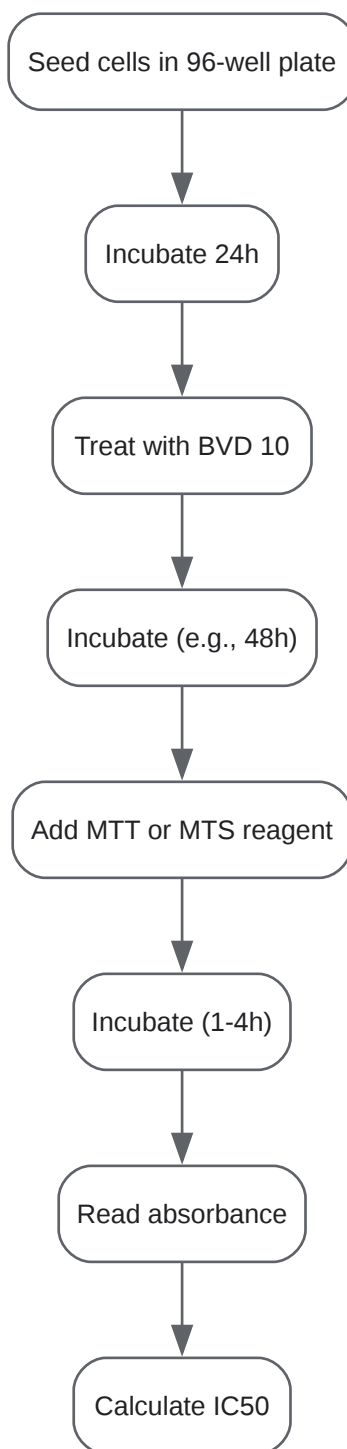 Seed cells in 96-well plate
Incubate 24h
Treat with BVD 10
Incubate (e.g., 48h)
Add MTT or MTS reagent
Incubate (1-4h)
Read absorbance
Calculate IC50